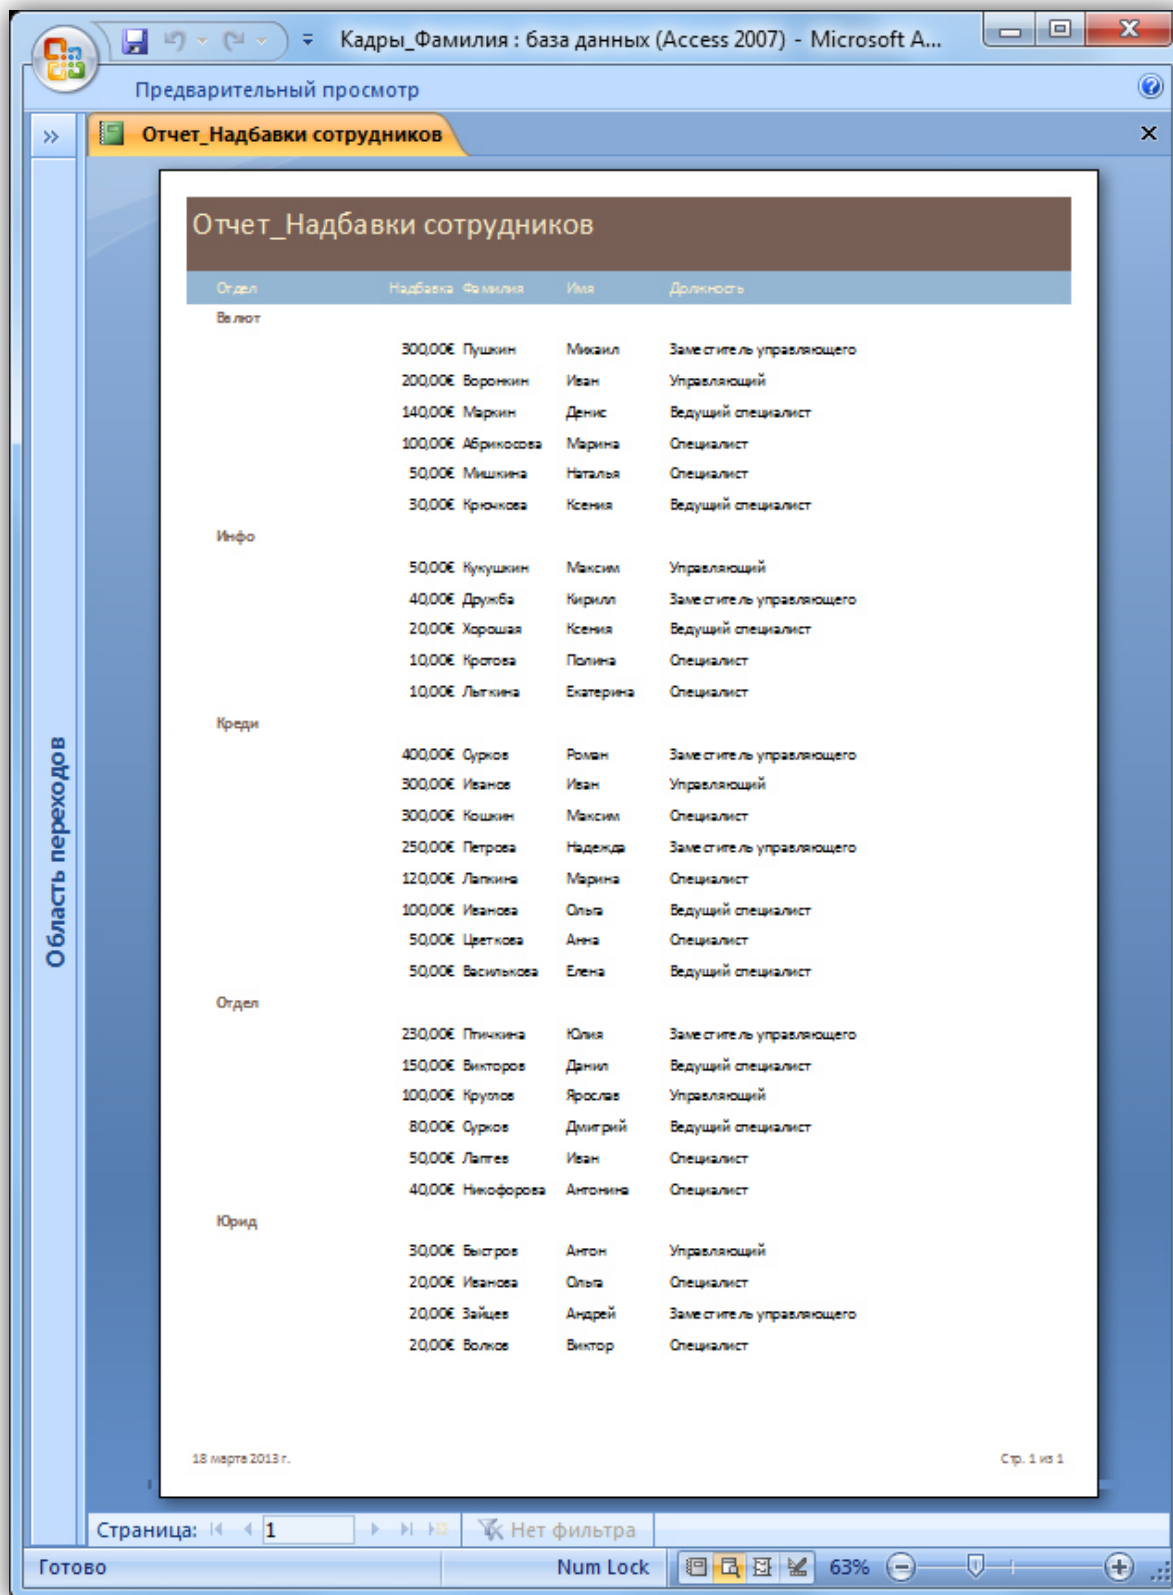 Кадры_Фамилия : база данных (Access 2007) - Microsoft A...
Предварительный просмотр
Отчет_Надбавки сотрудников
Область переходов
Отчет_Надбавки сотрудников
Отдел Надбавка Фамилия Имя Должность
Валют
300,00€ Пушкин Михаил Заместитель управляющего
200,00€ Воронкин Иван Управляющий
140,00€ Маркин Денис Ведущий специалист
100,00€ Абрикосова Марина Специалист
50,00€ Мишкина Наталья Специалист
30,00€ Крючкова Ксения Ведущий специалист
Инфо
50,00€ Кукушкин Максим Управляющий
40,00€ Дружба Кирилл Заместитель управляющего
20,00€ Хорошая Ксения Ведущий специалист
10,00€ Кротова Полина Специалист
10,00€ Лыткина Екатерина Специалист
Креди
400,00€ Сурков Роман Заместитель управляющего
300,00€ Иванов Иван Управляющий
300,00€ Кошкин Максим Специалист
250,00€ Петрова Надежда Заместитель управляющего
120,00€ Лапкина Марина Специалист
100,00€ Иванова Ольга Ведущий специалист
50,00€ Цветкова Анна Специалист
50,00€ Василькова Елена Ведущий специалист
Отдел
230,00€ Птичкина Юлия Заместитель управляющего
150,00€ Викторов Данил Ведущий специалист
100,00€ Круглов Ярослав Управляющий
80,00€ Сурков Дмитрий Ведущий специалист
50,00€ Лаптев Иван Специалист
40,00€ Никофорова Антонина Специалист
Юрид
30,00€ Быстров Антон Управляющий
20,00€ Иванова Ольга Специалист
20,00€ Зайцев Андрей Заместитель управляющего
20,00€ Волков Виктор Специалист
18 марта 2013 г. Стр. 1 из 1
Страница: 1 Нет фильтра
Готово Num Lock 63%